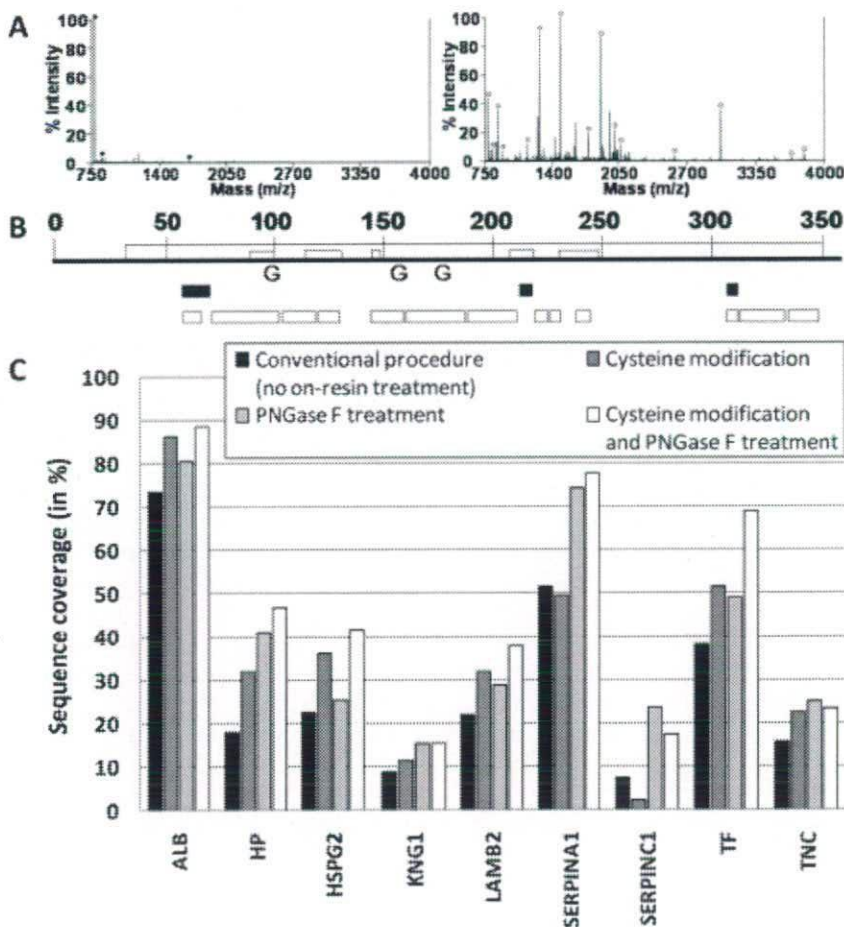 A
% Intensity
100
80
60
40
20
0
750 1400 2050 2700 3350 4000
Mass (m/z)
% Intensity
100
80
60
40
20
0
750 1400 2050 2700 3350 4000
Mass (m/z)
B
0 50 100 150 200 250 300 350
G G G
C
Conventional procedure
(no on-resin treatment)
PNGase F treatment
Cysteine modification
Cysteine modification
and PNGase F treatment
Sequence coverage (in %)
100
90
80
70
60
50
40
30
20
10
0
ALB
HP
HSPG2
KNG1
LAMB2
SERPINA1
SERPINC1
TF
TNC